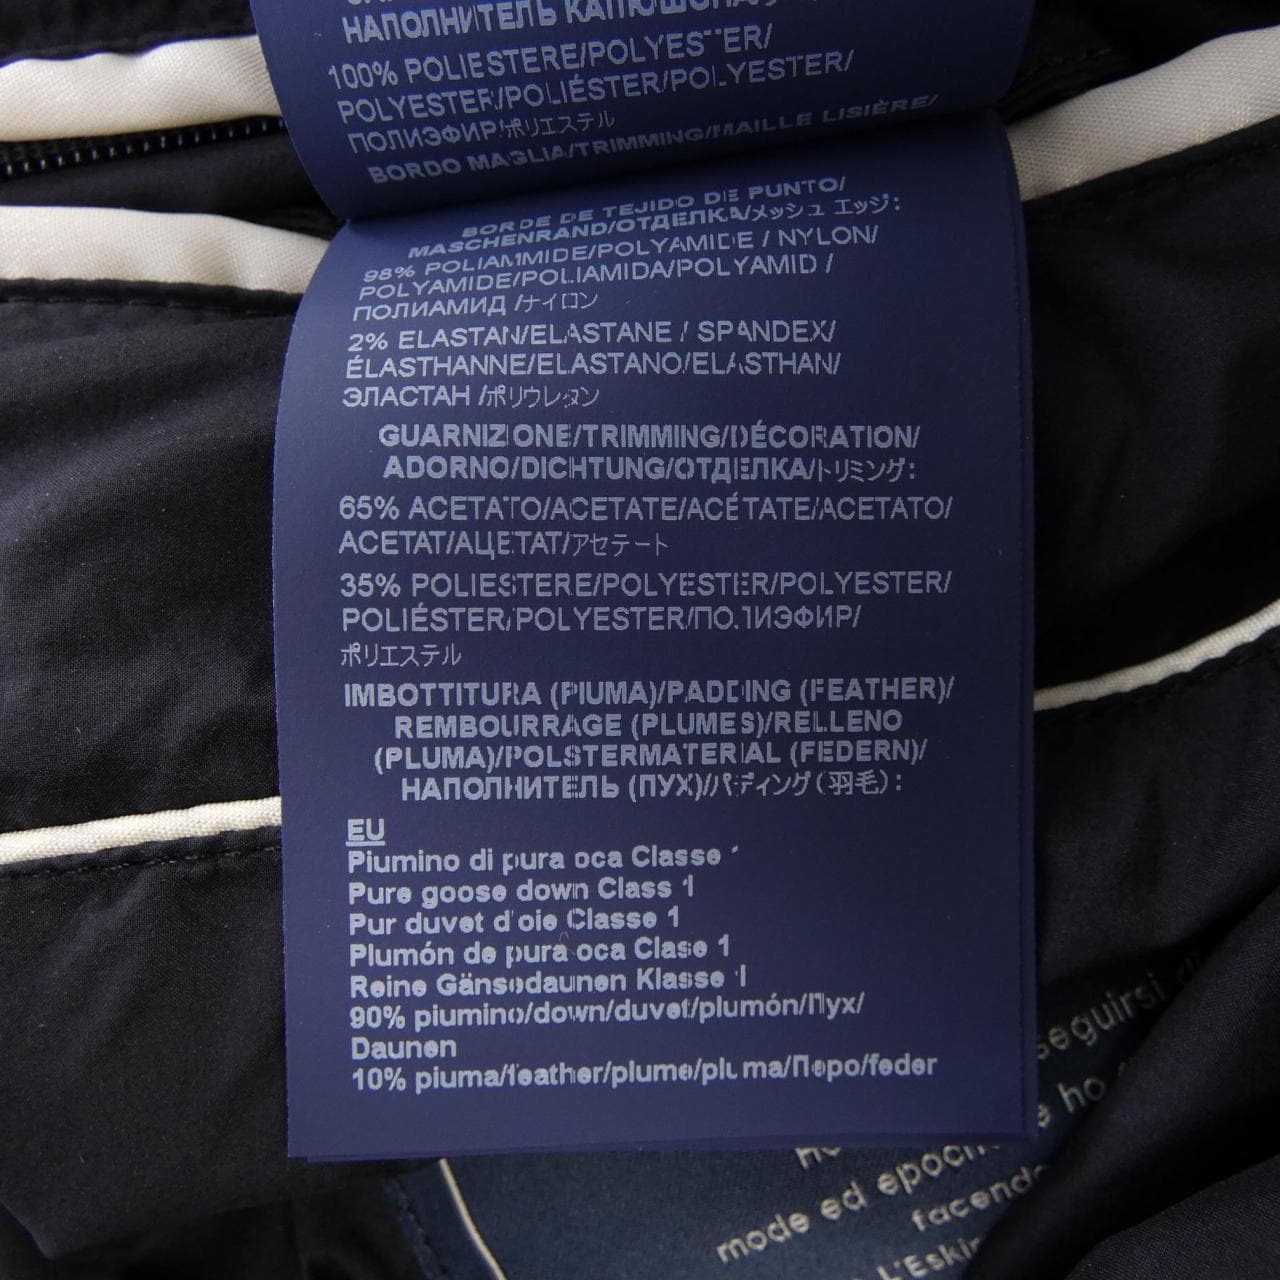 НАПОЛНИТЕЛЬ
100% POLIESTERE/POLYESTER/
POLYESTER/POLIÉSTER/POLYESTER/
ПОЛИЭФИР/ポリエステル
BORDO MAGLIA/TRIMMING/MAILLE LISIÈRE/
BORDE DE TEJIDO DE PUNTO/
MASCHENRAND/ОТДЕЛКА/メッシュ エッジ:
98% POLIAMMIDE/POLYAMIDE / NYLON/
POLYAMIDE/POLIAMIDA/POLYAMID /
ПОЛИАМИД /ナイロン
2% ELASTAN/ELASTANE / SPANDEX/
ÉLASTHANNE/ELASTANO/ELASTHAN/
ЭЛАСТАН /ポリウレタン
GUARNIZIONE/TRIMMING/DÉCORATION/
ADORNO/DICHTUNG/ОТДЕЛКА/トリミング:
65% ACETATO/ACETATE/ACÉTATE/ACETATO/
ACETAT/АЦЕТАТ/アセテート
35% POLIESTERE/POLYESTER/POLYESTER/
POLIÉSTER/POLYESTER/ПОЛИЭФИР/
ポリエステル
IMBOTTITURA (PIUMA)/PADDING (FEATHER)/
REMBOURRAGE (PLUMES)/RELLENO
(PLUMA)/POLSTERMATERIAL (FEDERN)/
НАПОЛНИТЕЛЬ (ПУХ)/パディング(羽毛):
EU
Piumino di pura oca Classe 1
Pure goose down Class 1
Pur duvet d'oie Classe 1
Plumón de pura oca Clase 1
Reine Gänsedaunen Klasse 1
90% piumino/down/duvet/plumón/Пух/
Daunen
10% piuma/feather/plume/pluma/Перо/feder
seguirsi
ho
mode ed